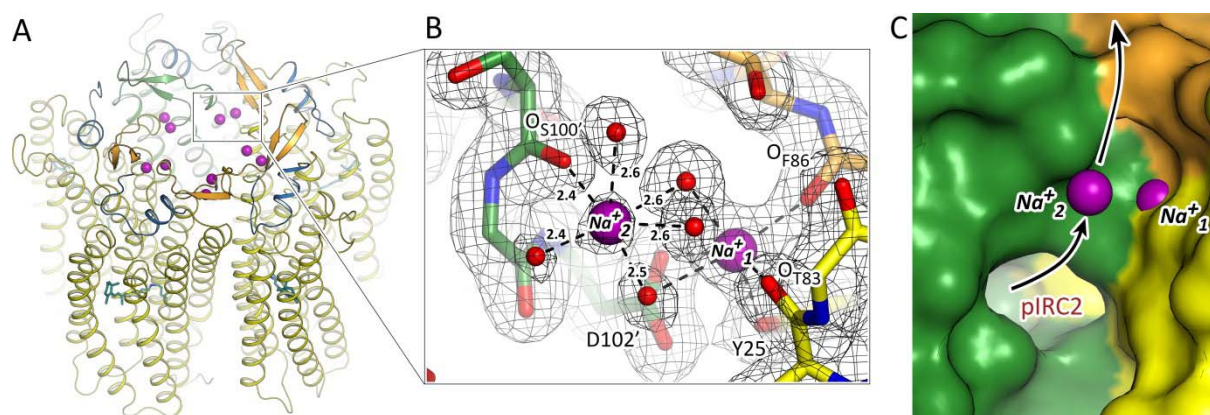 A
B
C
O S100'
2.6
2.4
2.6
O F86
Na+ 2
2.4
2.6
Na+ 1
2.5
O T83
D102'
Y25
Na+ 2
Na+ 1
pIRC2